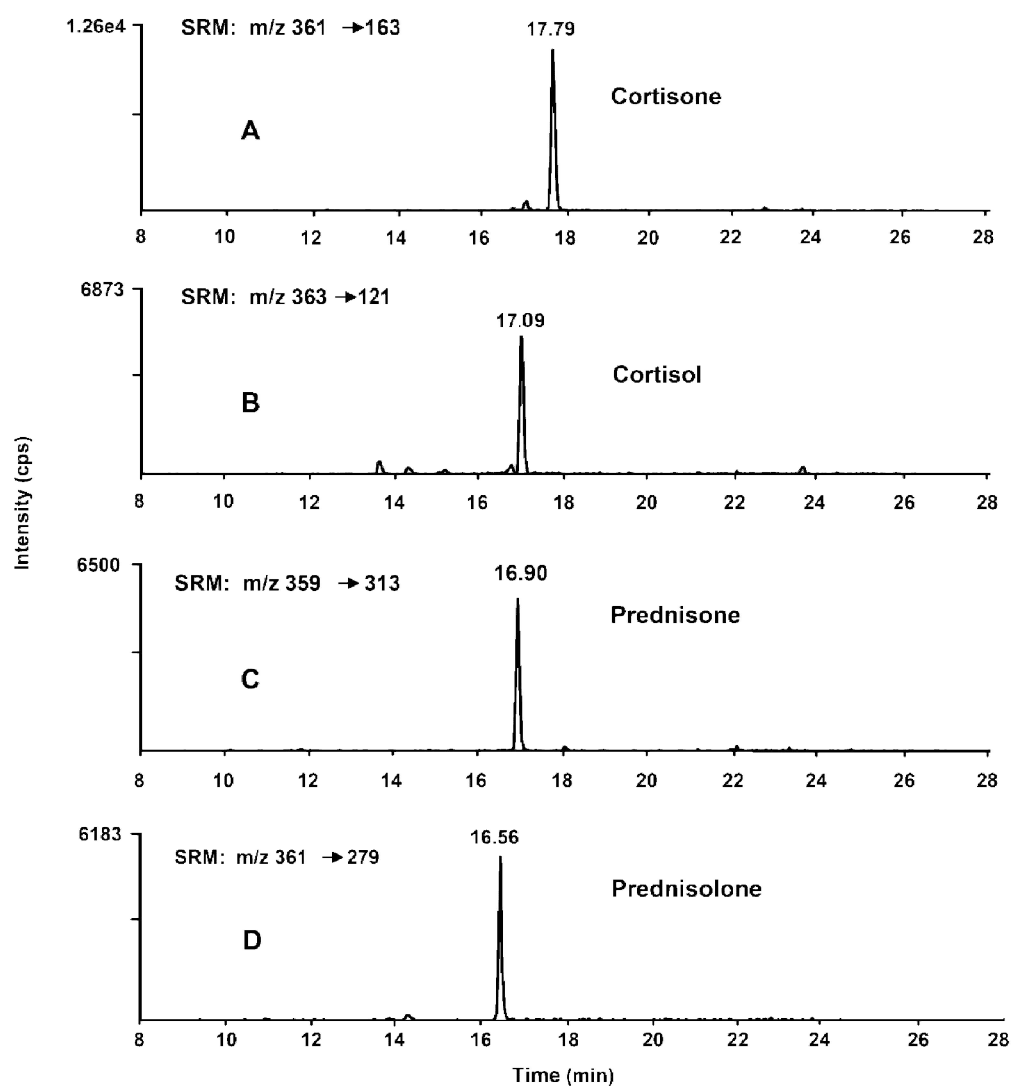 1.26e4
SRM: m/z 361 →163
17.79
Cortisone
A
8 10 12 14 16 18 20 22 24 26 28
6873
SRM: m/z 363 →121
17.09
Cortisol
B
8 10 12 14 16 18 20 22 24 26 28
Intensity (cps)
6500
SRM: m/z 359 →313
16.90
Prednisone
C
8 10 12 14 16 18 20 22 24 26 28
6183
SRM: m/z 361 →279
16.56
Prednisolone
D
8 10 12 14 16 18 20 22 24 26 28
Time (min)